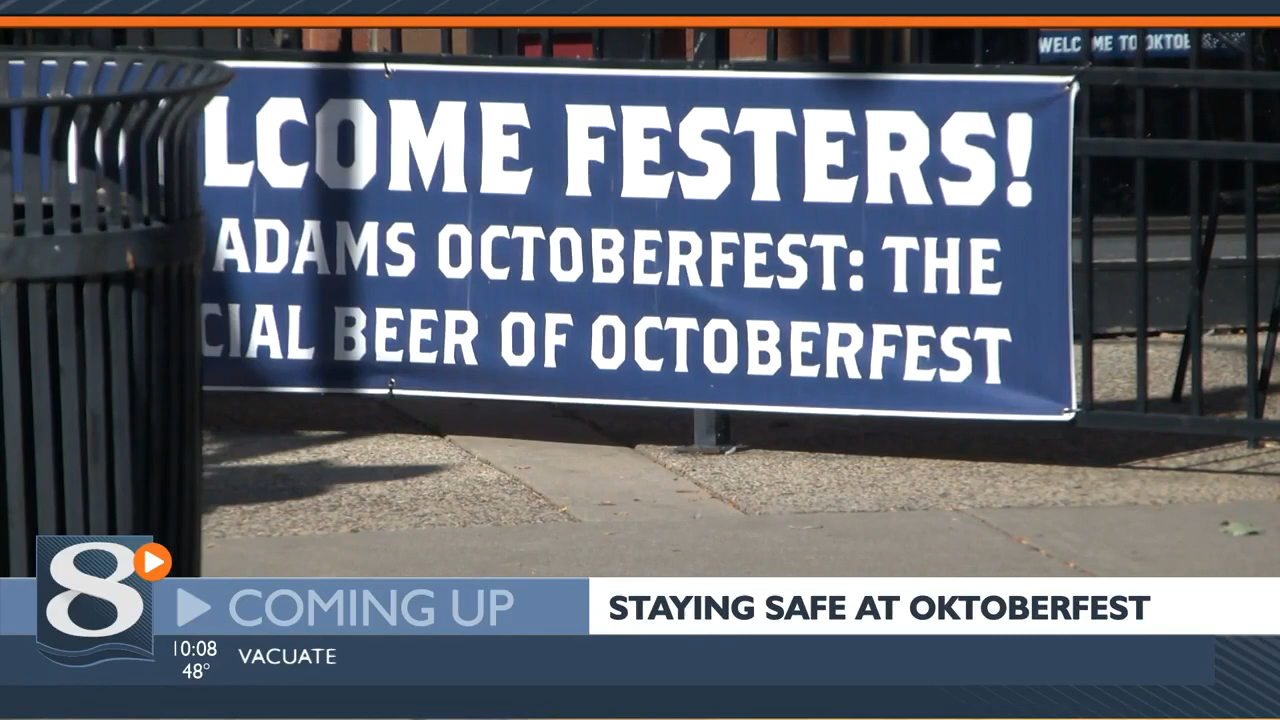 WELC ME TO OKTOE
LCOME FESTERS!
ADAMS OCTOBERFEST: THE
CIAL BEER OF OCTOBERFEST
8
COMING UP
STAYING SAFE AT OKTOBERFEST
10:08
48°
VACUATE